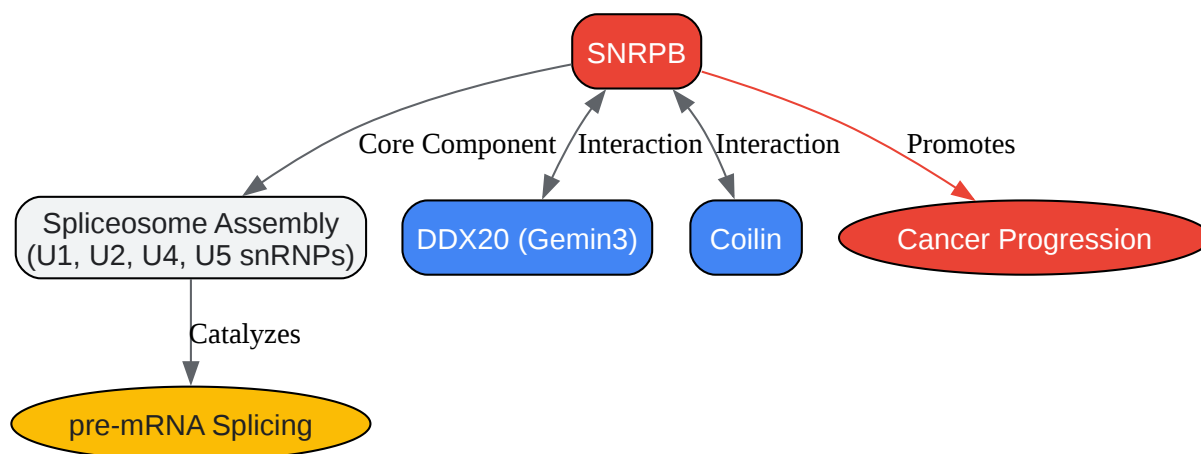 SNRPB
Core Component
Interaction
Interaction
Promotes
Spliceosome Assembly
(U1, U2, U4, U5 snRNPs)
DDX20 (Gemin3)
Coilin
Cancer Progression
Catalyzes
pre-mRNA Splicing